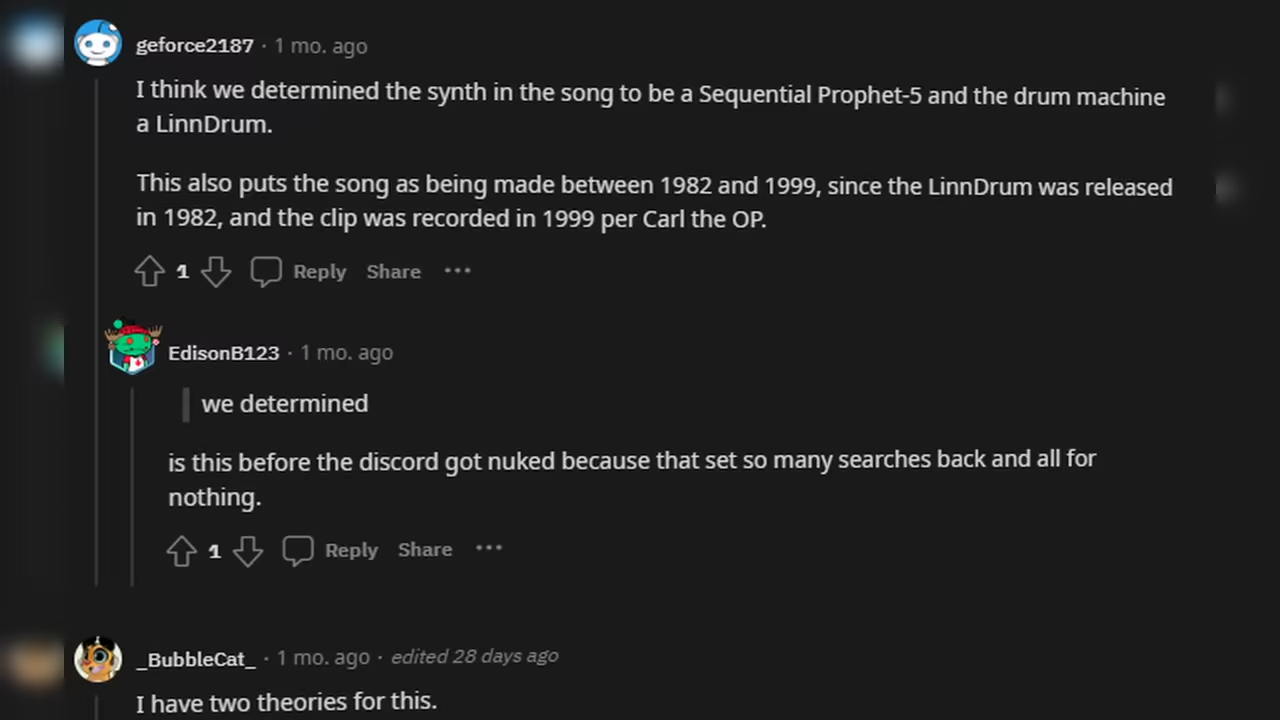 geforce2187 · 1 mo. ago
I think we determined the synth in the song to be a Sequential Prophet-5 and the drum machine
a LinnDrum.
This also puts the song as being made between 1982 and 1999, since the LinnDrum was released
in 1982, and the clip was recorded in 1999 per Carl the OP.
1 Reply Share ···
EdisonB123 · 1 mo. ago
we determined
is this before the discord got nuked because that set so many searches back and all for
nothing.
1 Reply Share ···
_BubbleCat_ · 1 mo. ago · edited 28 days ago
I have two theories for this.